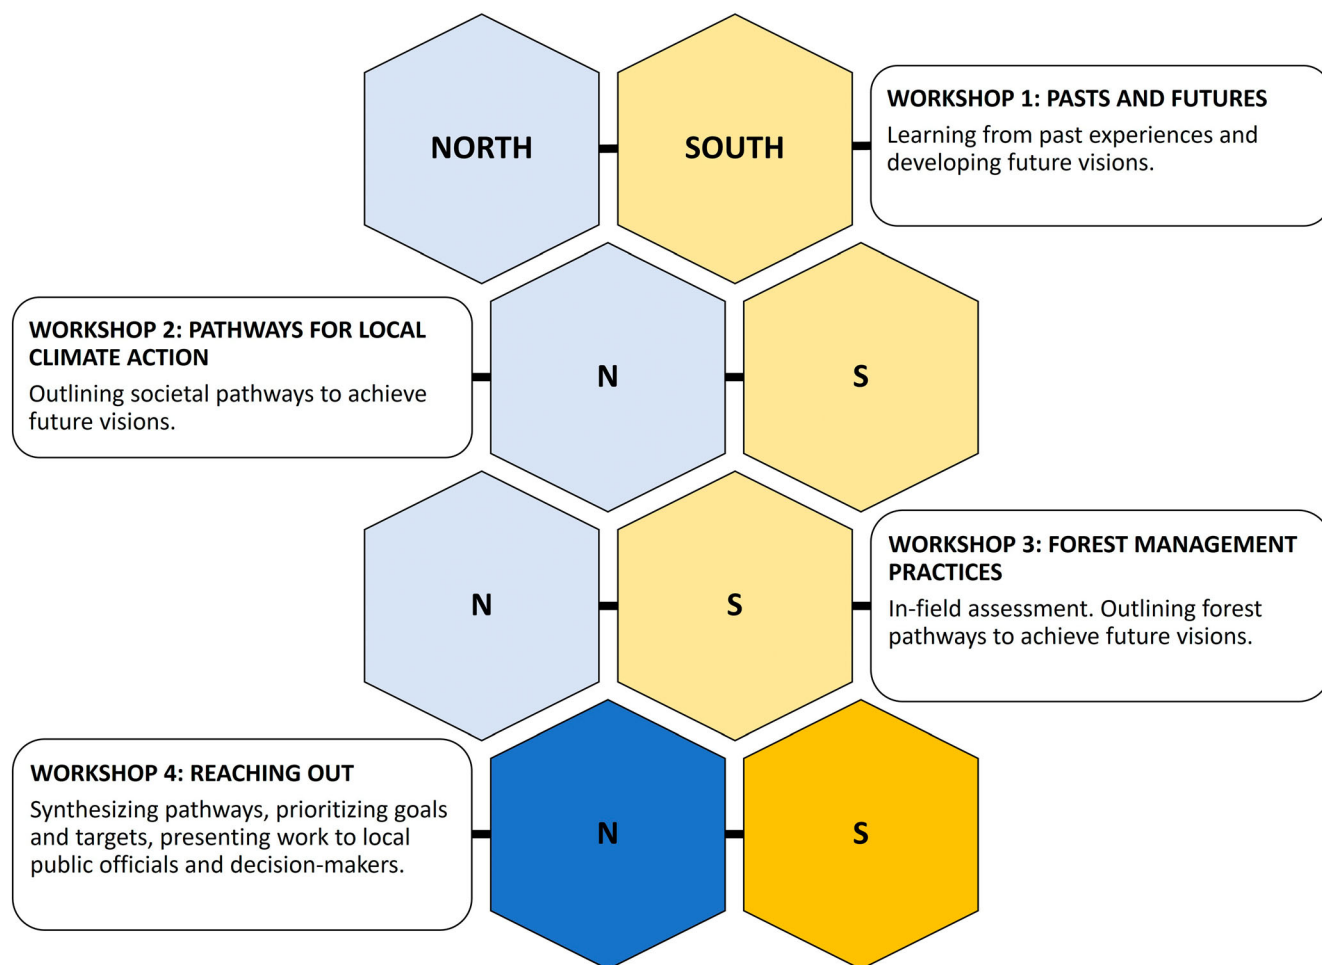 NORTH
SOUTH
WORKSHOP 1: PASTS AND FUTURES
Learning from past experiences and
developing future visions.
WORKSHOP 2: PATHWAYS FOR LOCAL
CLIMATE ACTION
Outlining societal pathways to achieve
future visions.
N
S
N
S
WORKSHOP 3: FOREST MANAGEMENT
PRACTICES
In-field assessment. Outlining forest
pathways to achieve future visions.
WORKSHOP 4: REACHING OUT
Synthesizing pathways, prioritizing goals
and targets, presenting work to local
public officials and decision-makers.
N
S